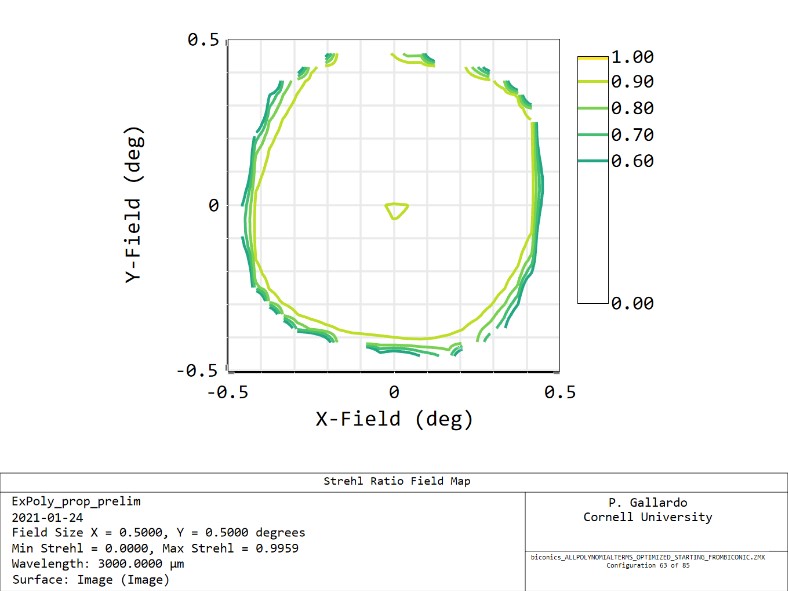 0.5
0
-0.5
Y-Field (deg)
-0.5
0
0.5
X-Field (deg)
1.00
0.90
0.80
0.70
0.60
0.00
Strehl Ratio Field Map
ExPoly_prop_prelim
2021-01-24
Field Size X = 0.5000, Y = 0.5000 degrees
Min Strehl = 0.0000, Max Strehl = 0.9959
Wavelength: 3000.0000 µm
Surface: Image (Image)
P. Gallardo
Cornell University
biconics_ALLPOLYNOMIALTERMS_OPTIMIZED_STARTING_FROMBICONIC.ZMX
Configuration 63 of 85